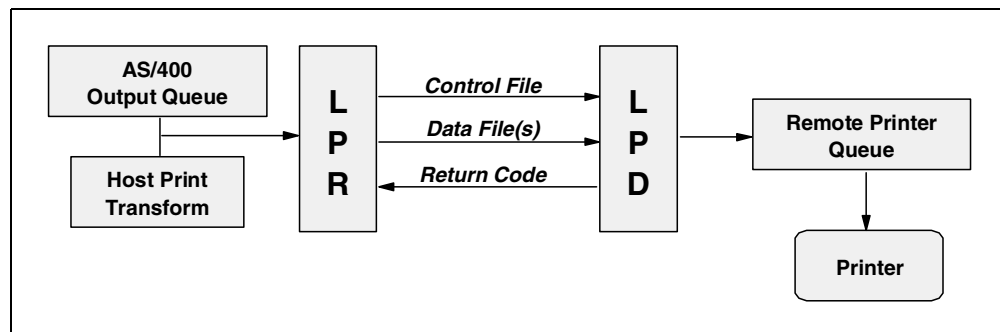 AS/400
Output Queue
Host Print
Transform
L
P
R
Control File
Data File(s)
Return Code
L
P
D
Remote Printer
Queue
Printer